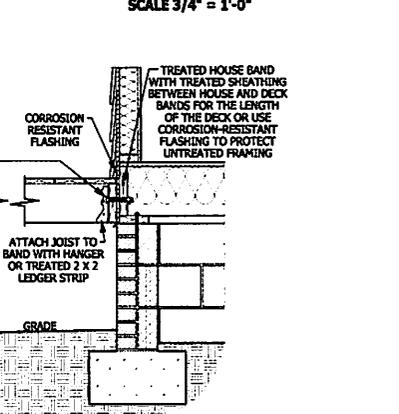 SCALE 3/4" = 1'-0"
TREATED HOUSE BAND
WITH TREATED SHEATHING
BETWEEN HOUSE AND DECK
BANDS FOR THE LENGTH
OF THE DECK OR USE
CORROSION-RESISTANT
FLASHING TO PROTECT
UNTREATED FRAMING
CORROSION
RESISTANT
FLASHING
ATTACH JOIST TO
BAND WITH HANGER
OR TREATED 2 X 2
LEDGER STRIP
GRADE